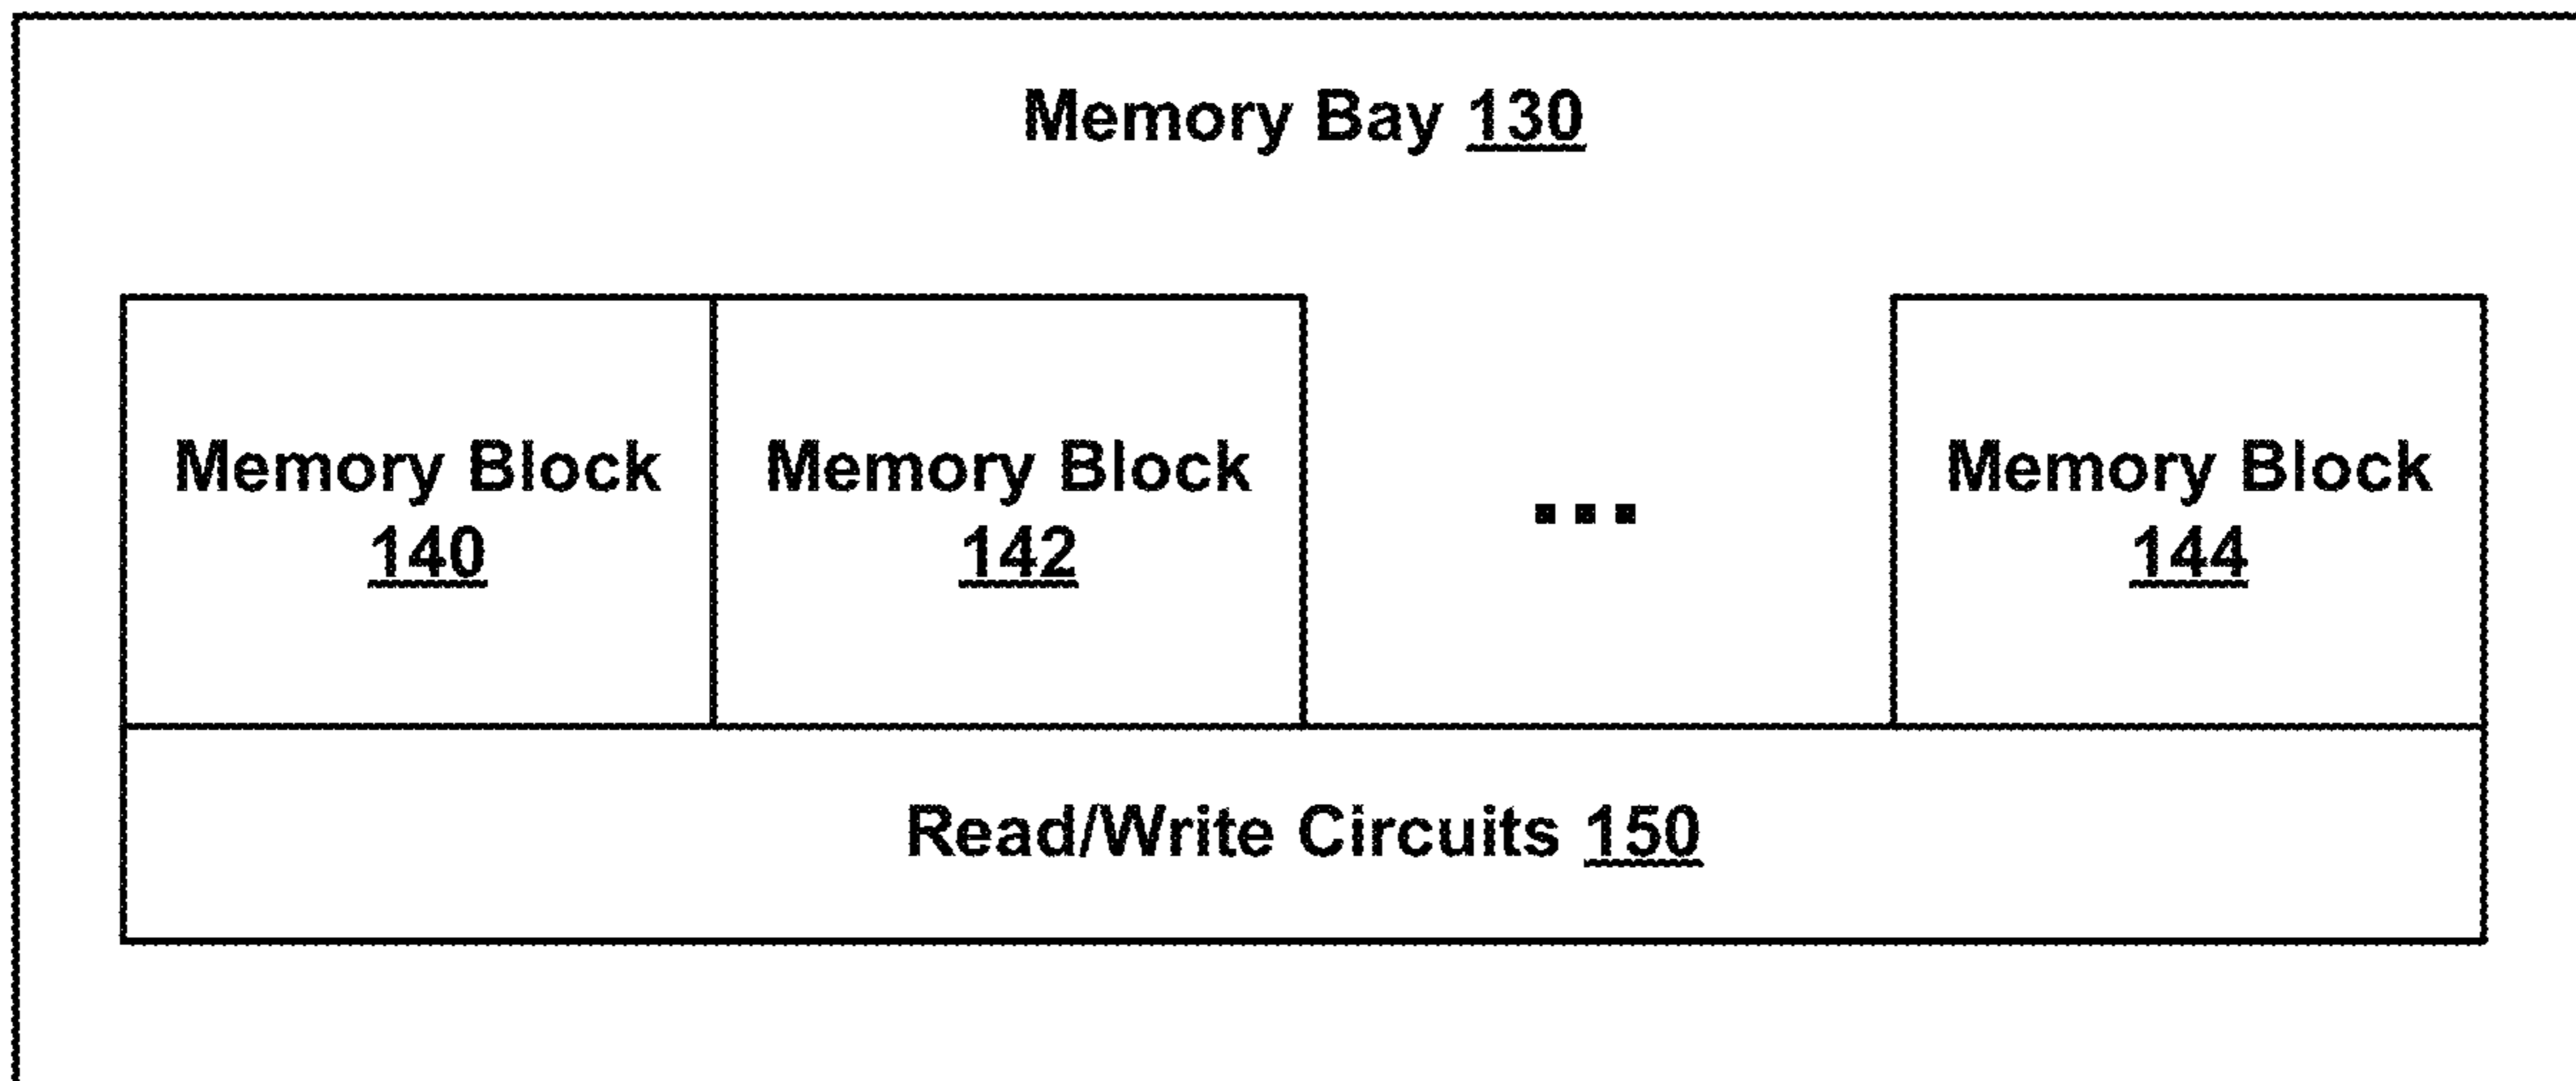 Memory Bay 130
Memory Block
140
Memory Block
142
...
Memory Block
144
Read/Write Circuits 150